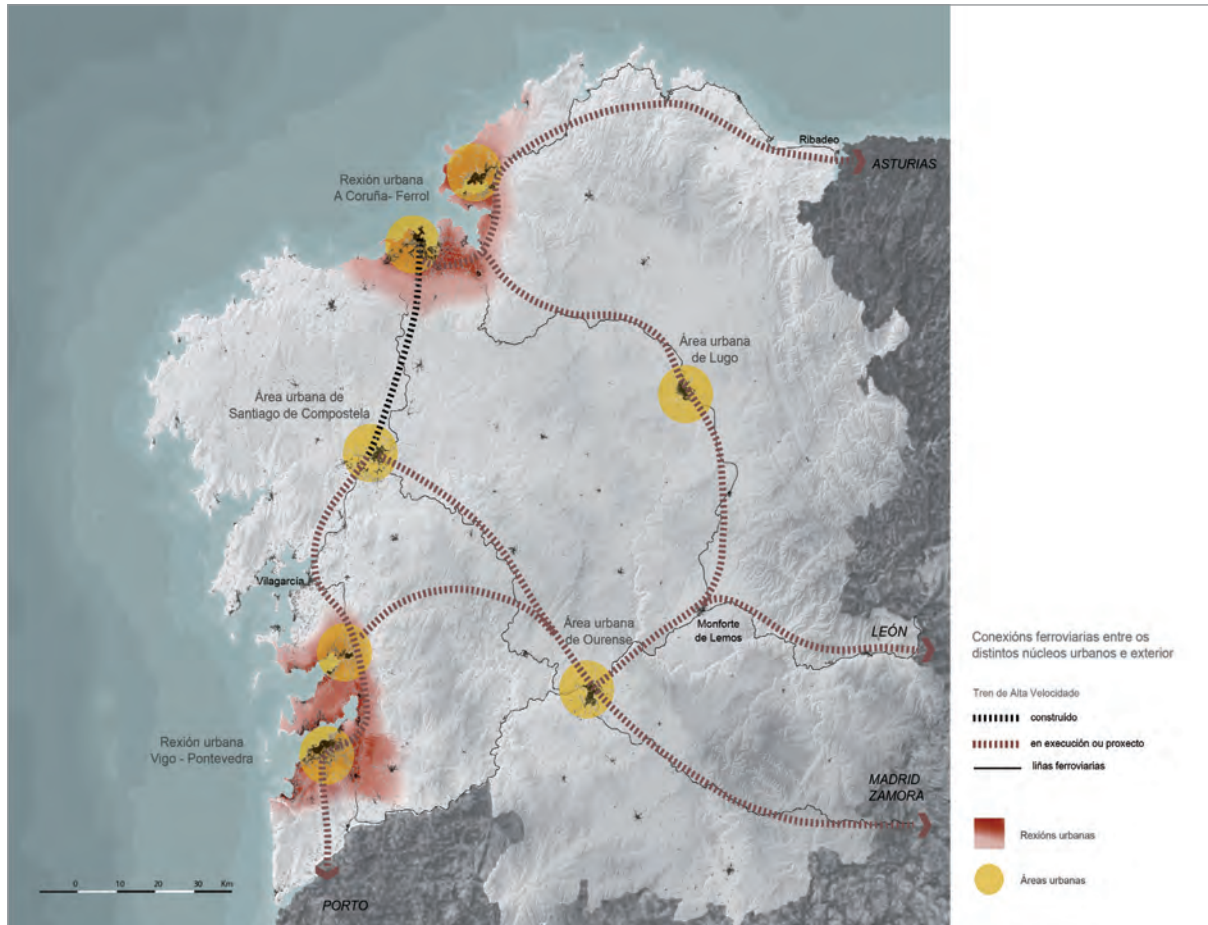 Ribadeo
ASTURIAS
Rexión urbana
A Coruña- Ferrol
Área urbana
de Lugo
Área urbana de
Santiago de Compostela
Vilagarcía
Área urbana
de Ourense
Monforte
de Lemos
LEÓN
Rexión urbana
Vigo - Pontevedra
MADRID
ZAMORA
PORTO
0 10 20 30 Km
Conexións ferroviarias entre os
distintos núcleos urbanos e exterior
Tren de Alta Velocidade
construído
en execución ou proxecto
liñas ferroviarias
Rexións urbanas
Áreas urbanas